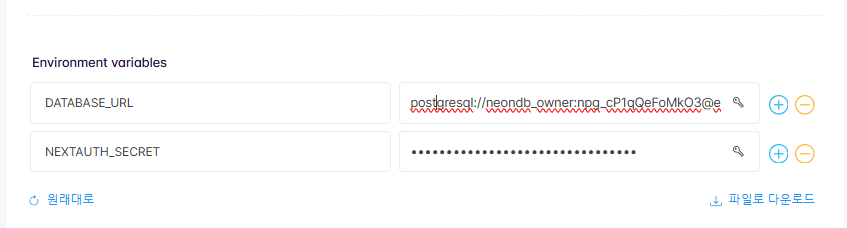 Environment variables
DATABASE_URL
postgresql://neondb_owner:npg_cP1qQeFoMkO3@e
NEXTAUTH_SECRET
••••••••••••••••••••••••••••••••
원래대로
파일로 다운로드